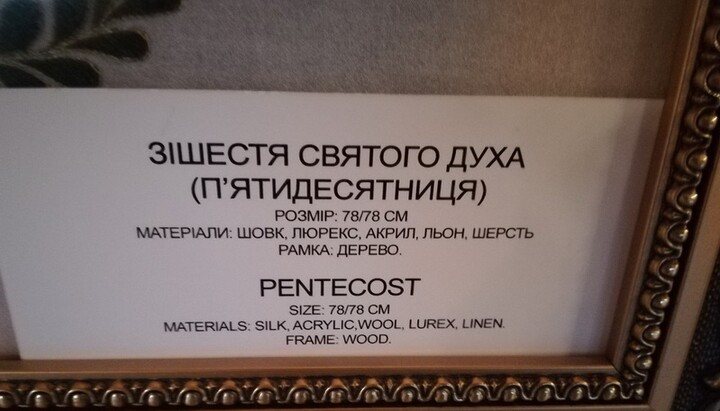 ЗІШЕСТЯ СВЯТОГО ДУХА
(П'ЯТИДЕСЯТНИЦЯ)
РОЗМІР: 78/78 СМ
МАТЕРІАЛИ: ШОВК, ЛЮРЕКС, АКРИЛ, ЛЬОН, ШЕРСТЬ
РАМКА: ДЕРЕВО.
PENTECOST
SIZE: 78/78 CM
MATERIALS: SILK, ACRYLIC,WOOL, LUREX, LINEN.
FRAME: WOOD.